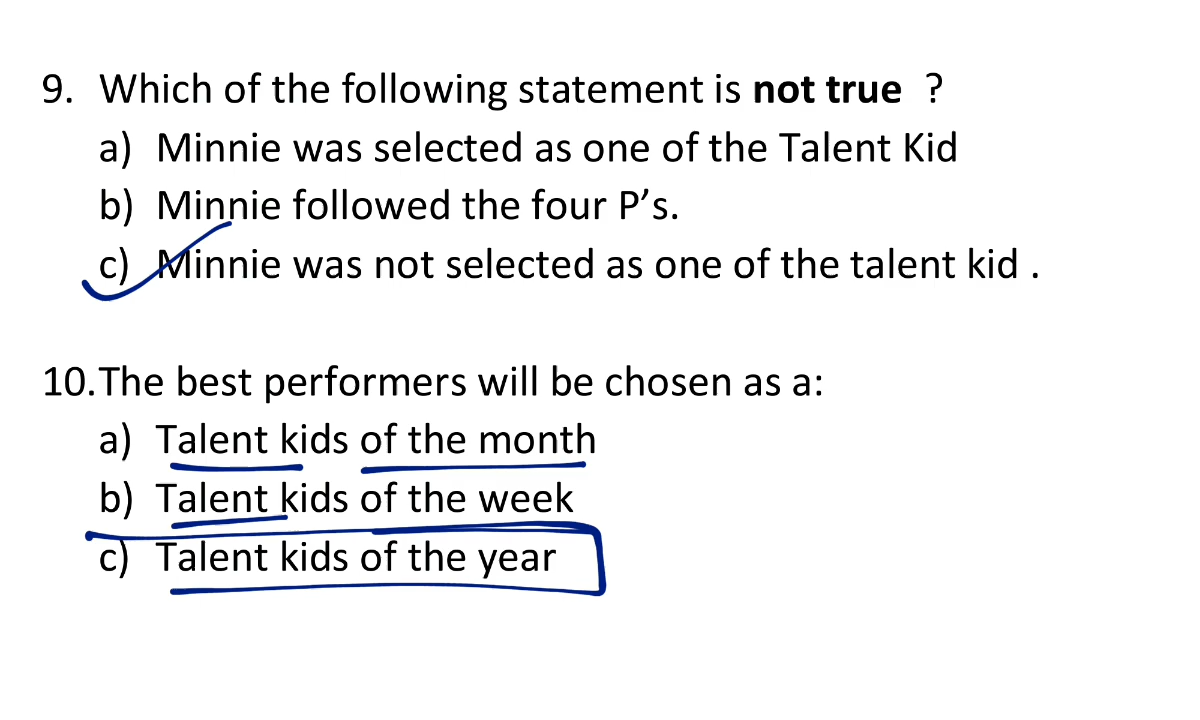 9. Which of the following statement is not true ?
a) Minnie was selected as one of the Talent Kid
b) Minnie followed the four P’s.
c) Minnie was not selected as one of the talent kid .
10.The best performers will be chosen as a:
a) Talent kids of the month
b) Talent kids of the week
c) Talent kids of the year